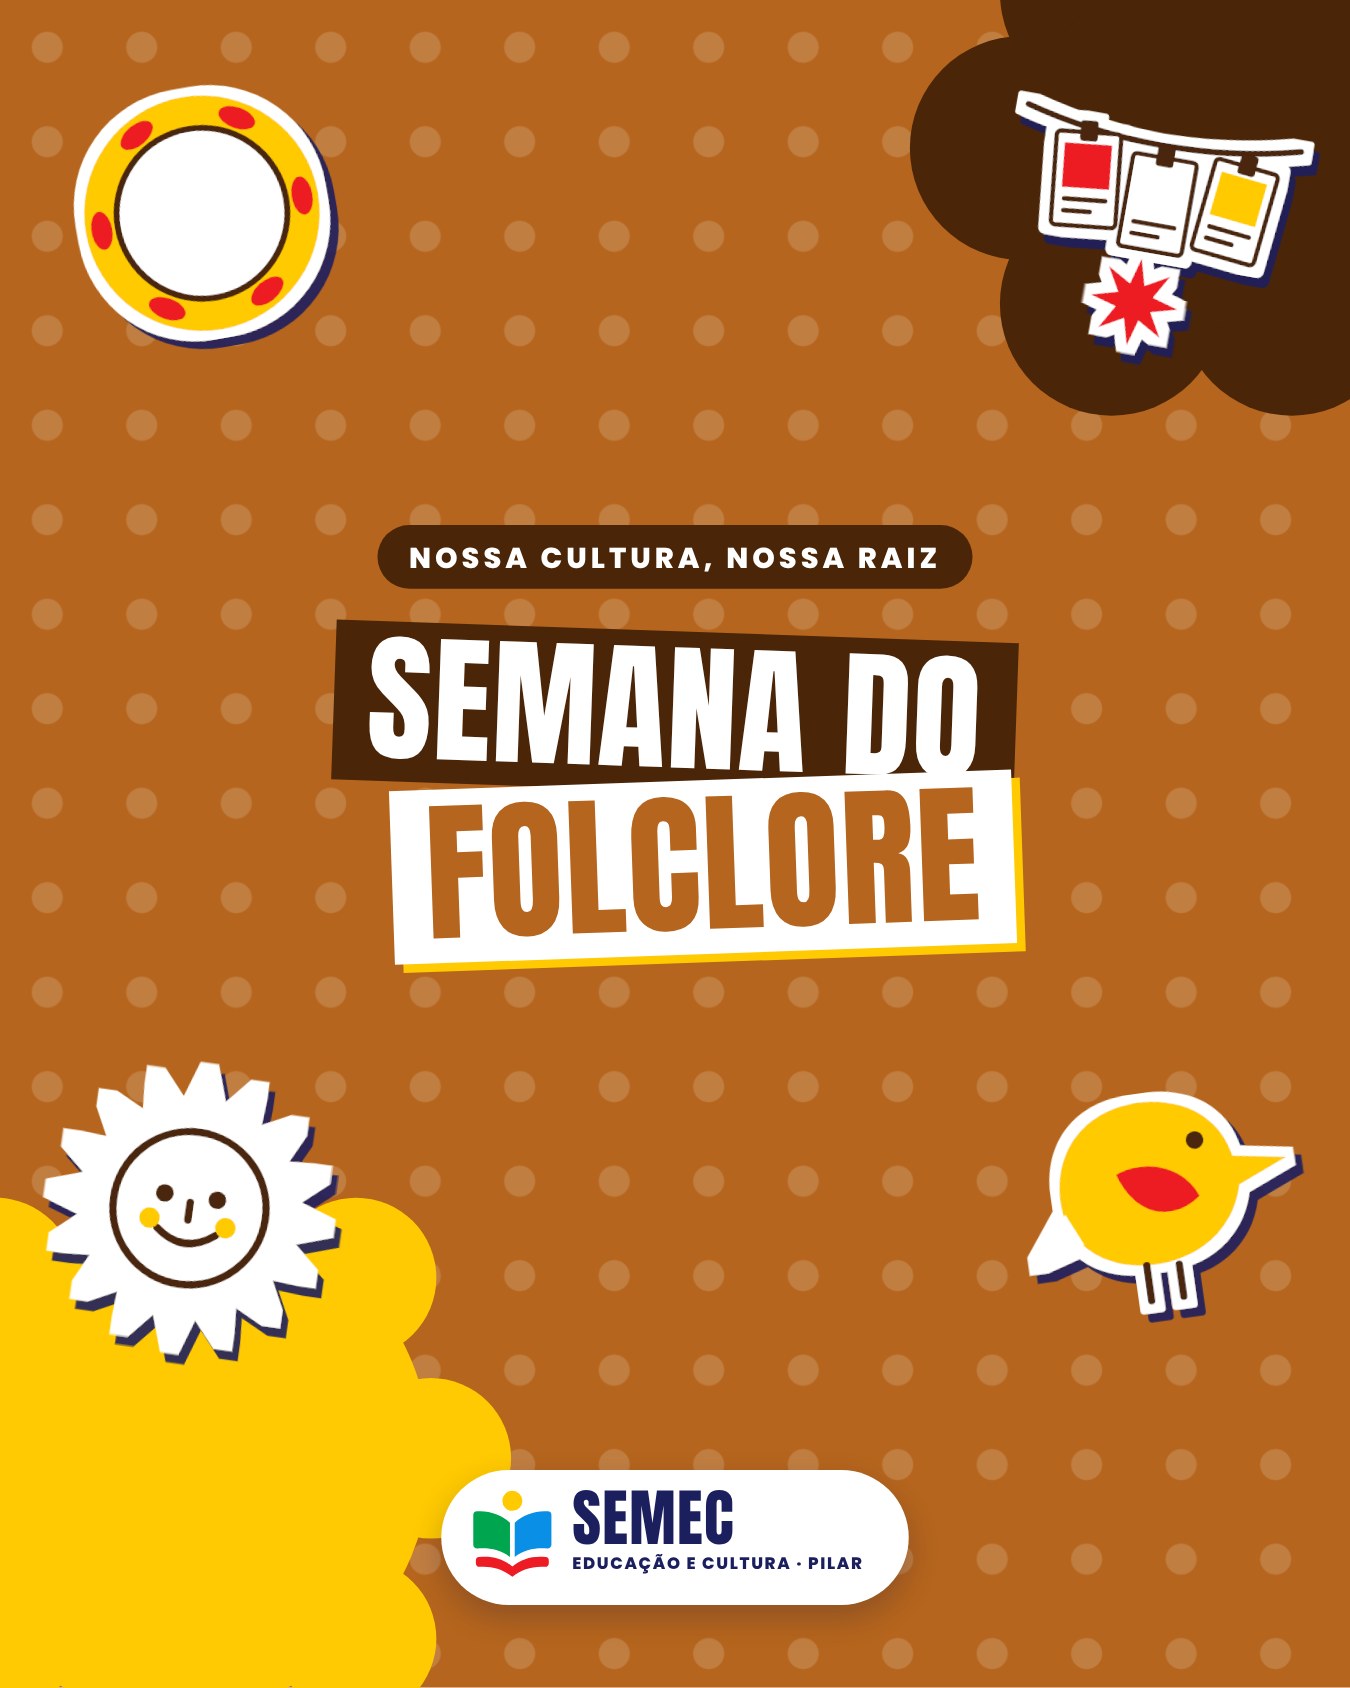 NOSSA CULTURA, NOSSA RAIZ
SEMANA DO
FOLCLORE
SEMEC
EDUCAÇÃO E CULTURA · PILAR